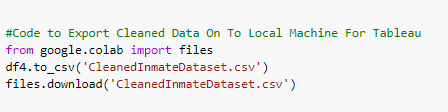 #Code to Export Cleaned Data On To Local Machine For Tableau
from google.colab import files
df4.to_csv('CleanedInmateDataset.csv')
files.download('CleanedInmateDataset.csv')